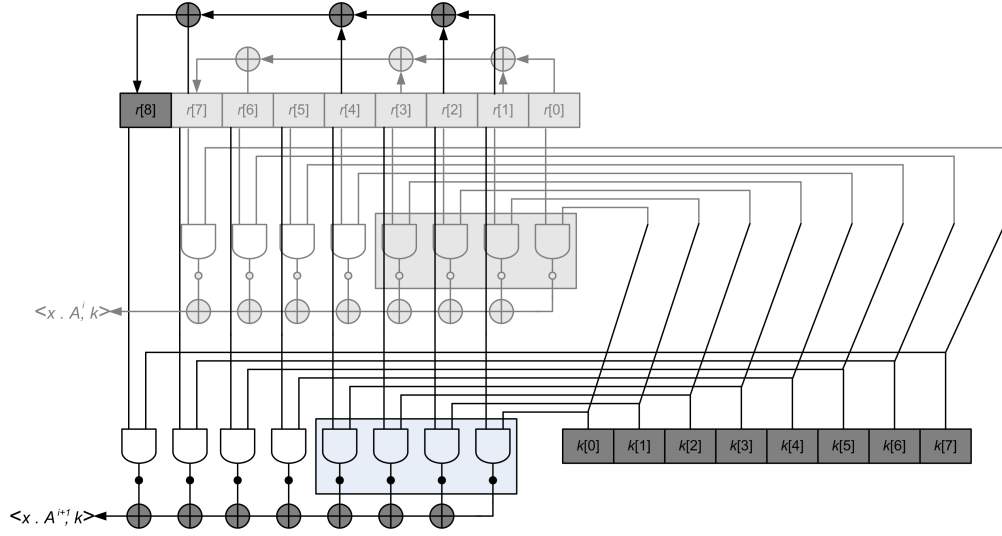 r[8] r[7] r[6] r[5] r[4] r[3] r[2] r[1] r[0]
<x . A^i, k>
k[0] k[1] k[2] k[3] k[4] k[5] k[6] k[7]
<x . A^{i+1}, k>